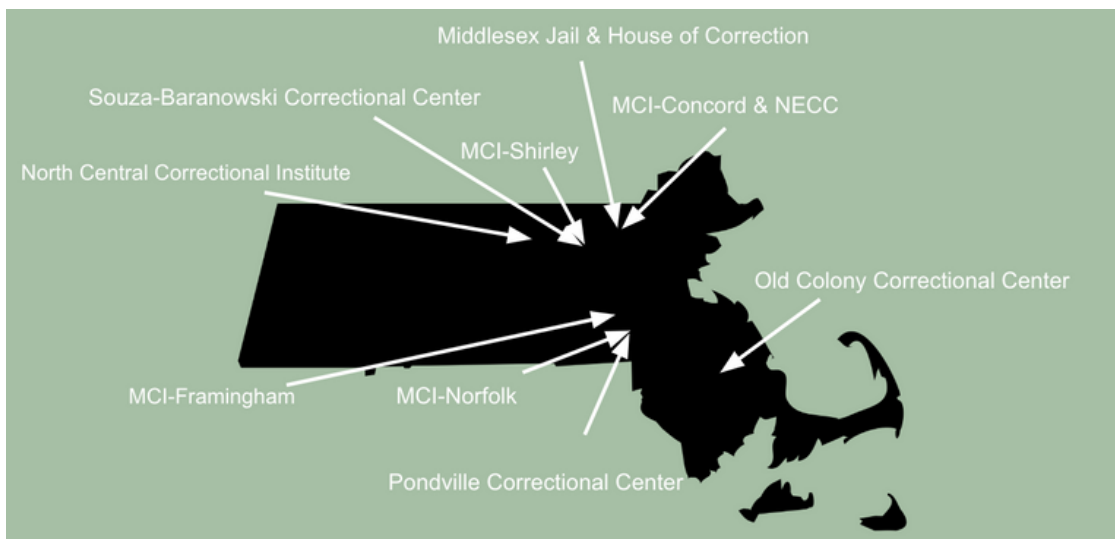 Middlesex Jail & House of Correction
Souza-Baranowski Correctional Center
MCI-Concord & NECC
MCI-Shirley
North Central Correctional Institute
Old Colony Correctional Center
MCI-Framingham
MCI-Norfolk
Pondville Correctional Center